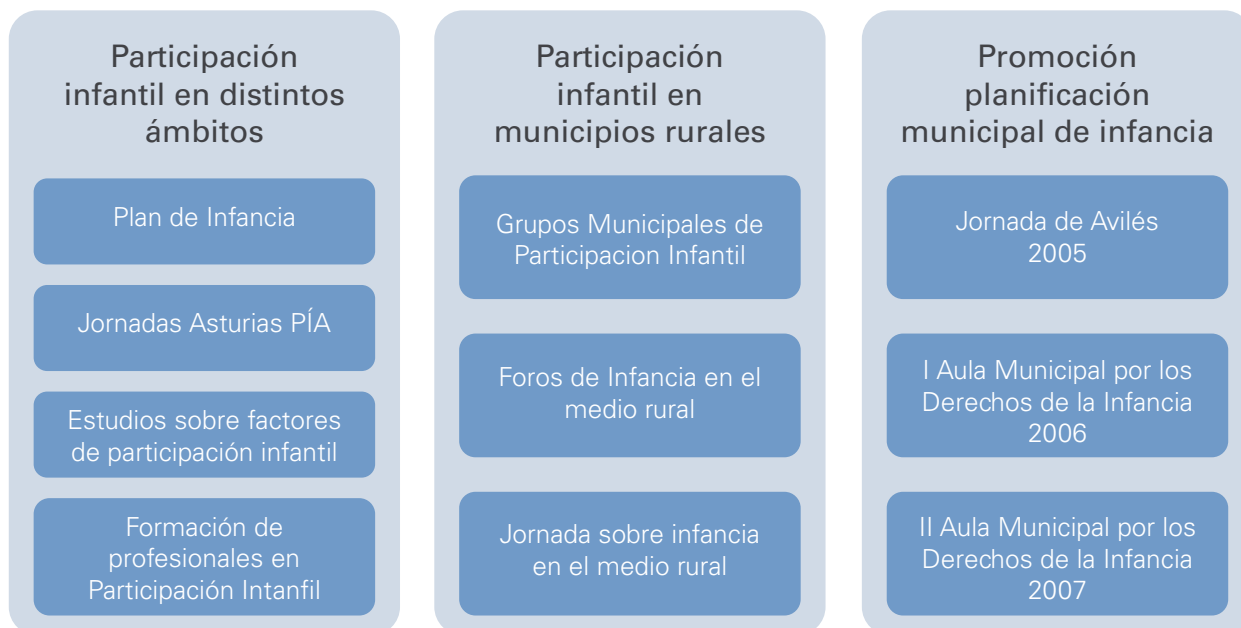 Participación
infantil en distintos
ámbitos
Plan de Infancia
Jornadas Asturias PÍA
Estudios sobre factores
de participación infantil
Formación de
profesionales en
Participación Intanfil
Participación
infantil en
municipios rurales
Grupos Municipales de
Participacion Infantil
Foros de Infancia en el
medio rural
Jornada sobre infancia
en el medio rural
Promoción
planificación
municipal de infancia
Jornada de Avilés
2005
I Aula Municipal por los
Derechos de la Infancia
2006
II Aula Municipal por los
Derechos de la Infancia
2007